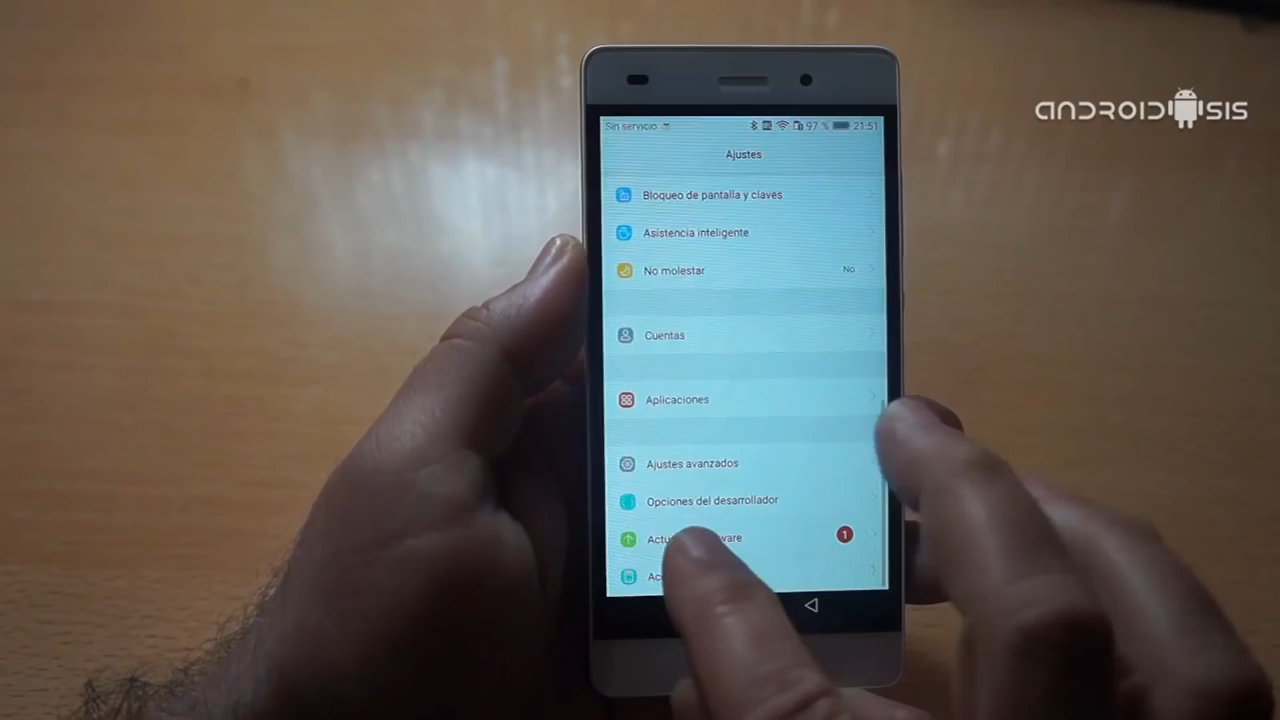 ANDROIDSIS
Sin servicio 97 % 21:51
Ajustes
Bloqueo de pantalla y claves
Asistencia inteligente
No molestar No
Cuentas
Aplicaciones
Ajustes avanzados
Opciones del desarrollador
1